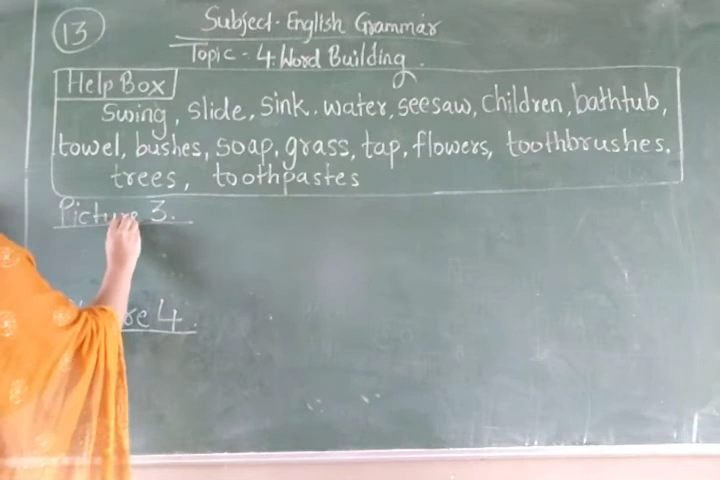 13
Subject - English Grammar
Topic - 4. Word Building.
Help Box
Swing, slide, sink. water, seesaw, children, bathtub,
towel, bushes, soap, grass, tap, flowers, toothbrushes.
trees, toothpastes
Picture 3.
4.